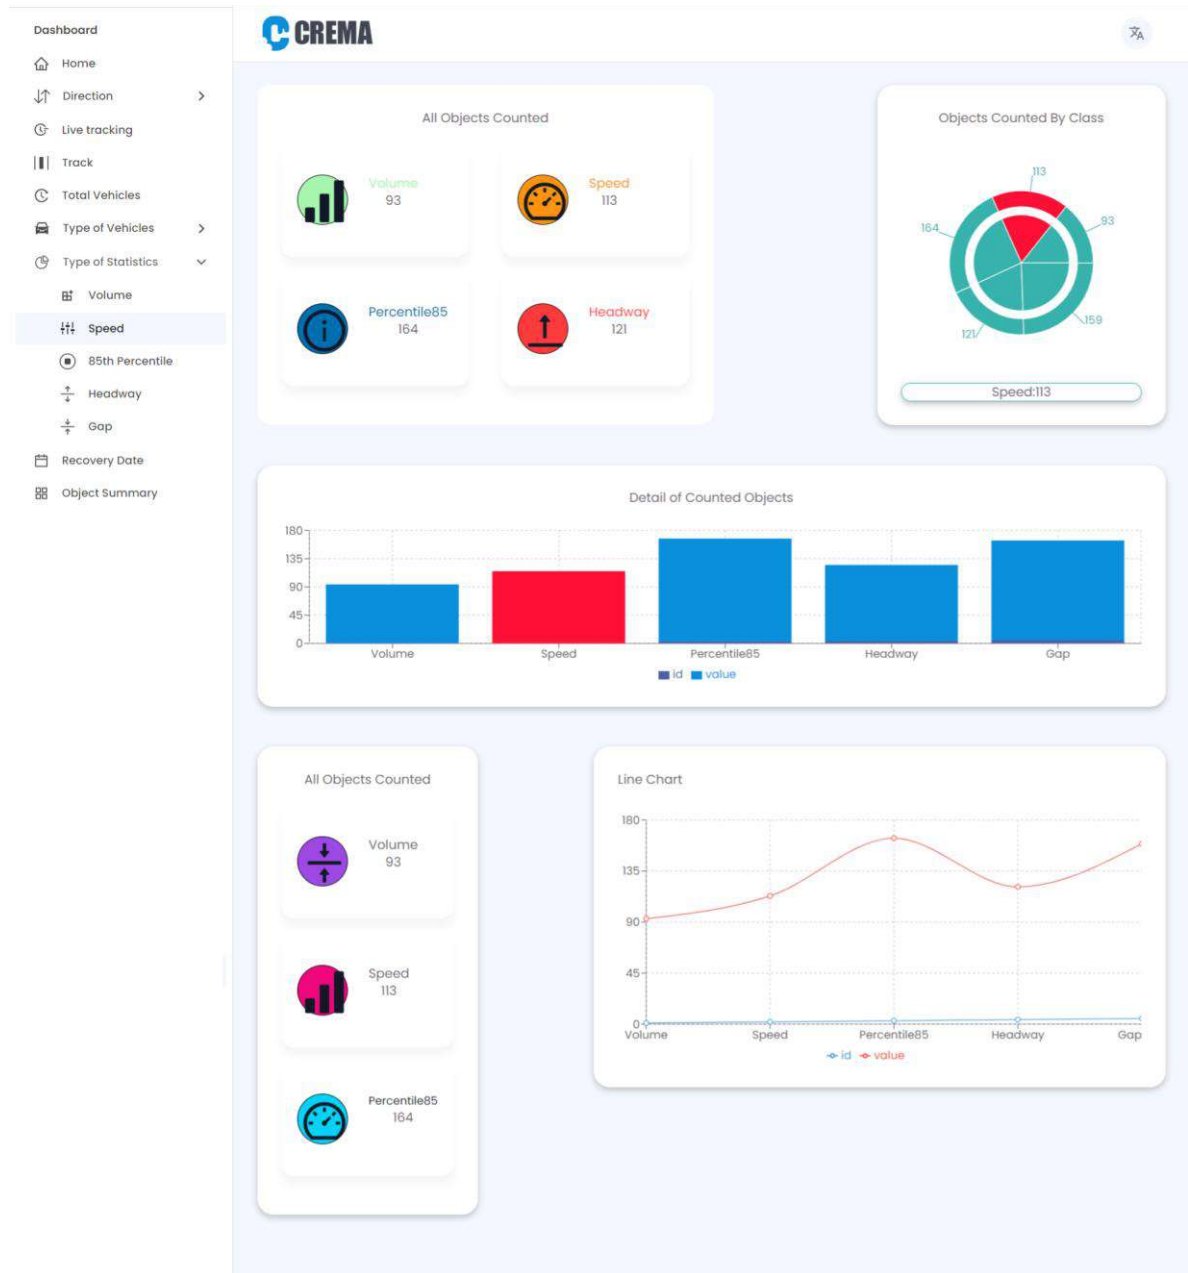 Dashboard
Home
Direction
Live tracking
Track
Total Vehicles
Type of Vehicles
Type of Statistics
Volume
Speed
85th Percentile
Headway
Gap
Recovery Date
Object Summary
CREMA
All Objects Counted
Volume
93
Speed
113
Percentile85
164
Headway
121
Objects Counted By Class
113
93
164
159
121
Speed:113
Detail of Counted Objects
180
135
90
45
0
Volume Speed Percentile85 Headway Gap
id value
All Objects Counted
Volume
93
Speed
113
Percentile85
164
Line Chart
180
135
90
45
0
Volume Speed Percentile85 Headway Gap
id value